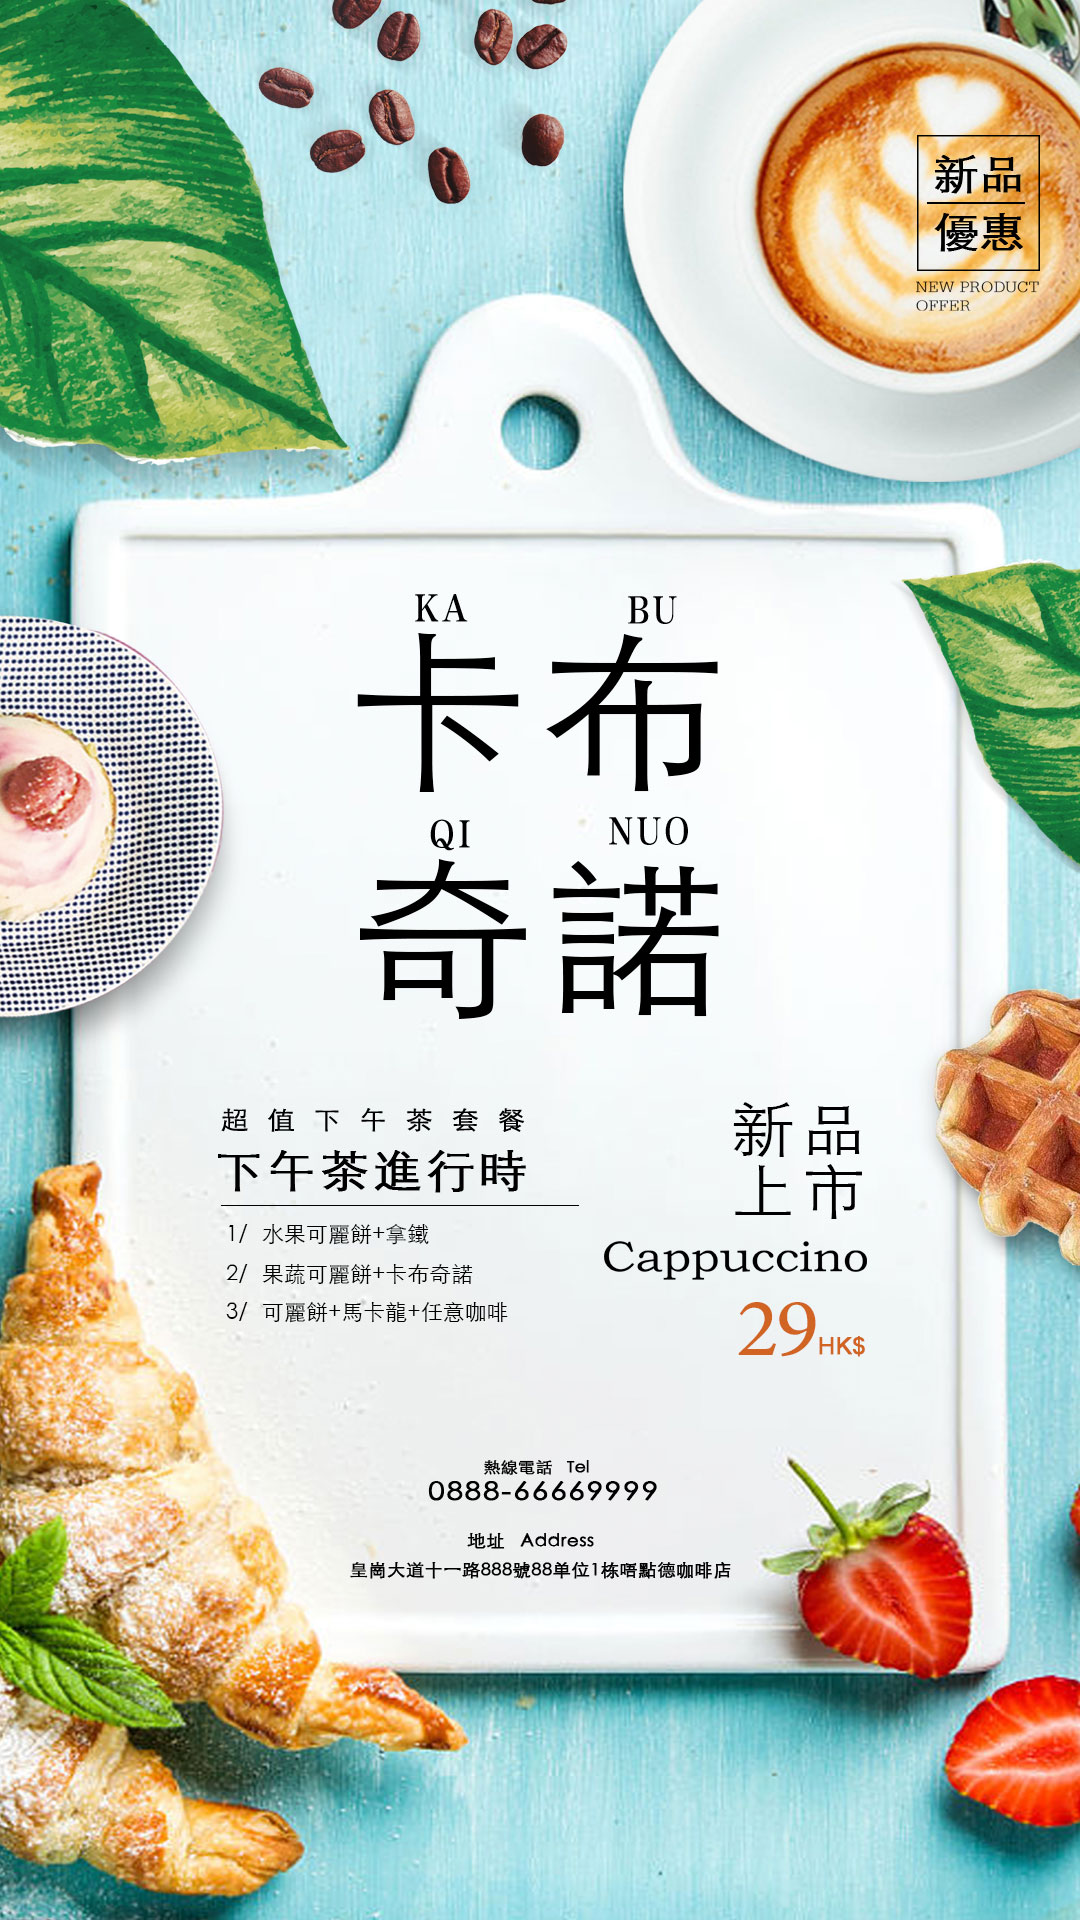 新品
優惠
NEW PRODUCT
OFFER
KA BU
卡布
QI NUO
奇諾
超值下午茶套餐
下午茶進行時
1/ 水果可麗餅+拿鐵
2/ 果蔬可麗餅+卡布奇諾
3/ 可麗餅+馬卡龍+任意咖啡
新品
上市
Cappuccino
29HK$
熱線電話 Tel
0888-66669999
地址 Address
皇崗大道十一路888號88单位1栋唔點德咖啡店